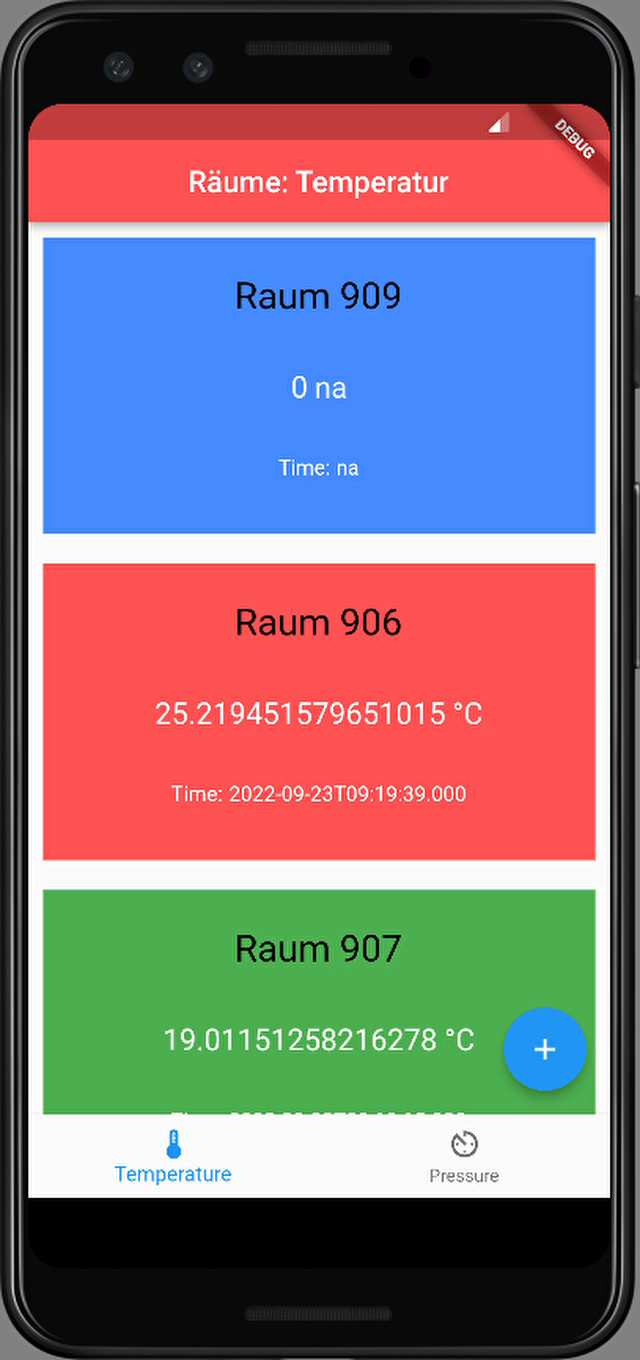 DEBUG
Räume: Temperatur
Raum 909
0 na
Time: na
Raum 906
25.219451579651015 °C
Time: 2022-09-23T09:19:39.000
Raum 907
19.01151258216278 °C
+
Temperature
Pressure